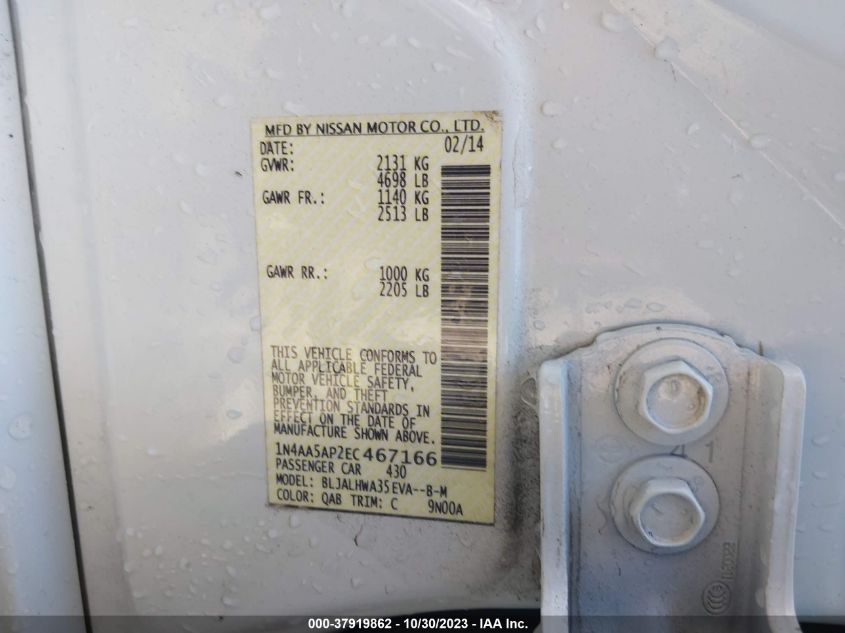 MFD BY NISSAN MOTOR CO., LTD.
DATE: 02/14
GVWR: 2131 KG
4698 LB
GAWR FR.: 1140 KG
2513 LB
GAWR RR.: 1000 KG
2205 LB
THIS VEHICLE CONFORMS TO
ALL APPLICABLE FEDERAL
MOTOR VEHICLE SAFETY,
BUMPER, AND THEFT
PREVENTION STANDARDS IN
EFFECT ON THE DATE OF
MANUFACTURE SHOWN ABOVE.
1N4AA5AP2EC467166
PASSENGER CAR 430
MODEL: BLJALHWA35EVA--B-M
COLOR: QAB TRIM: C 9N00A
41
000-37919862 - 10/30/2023 - IAA Inc.